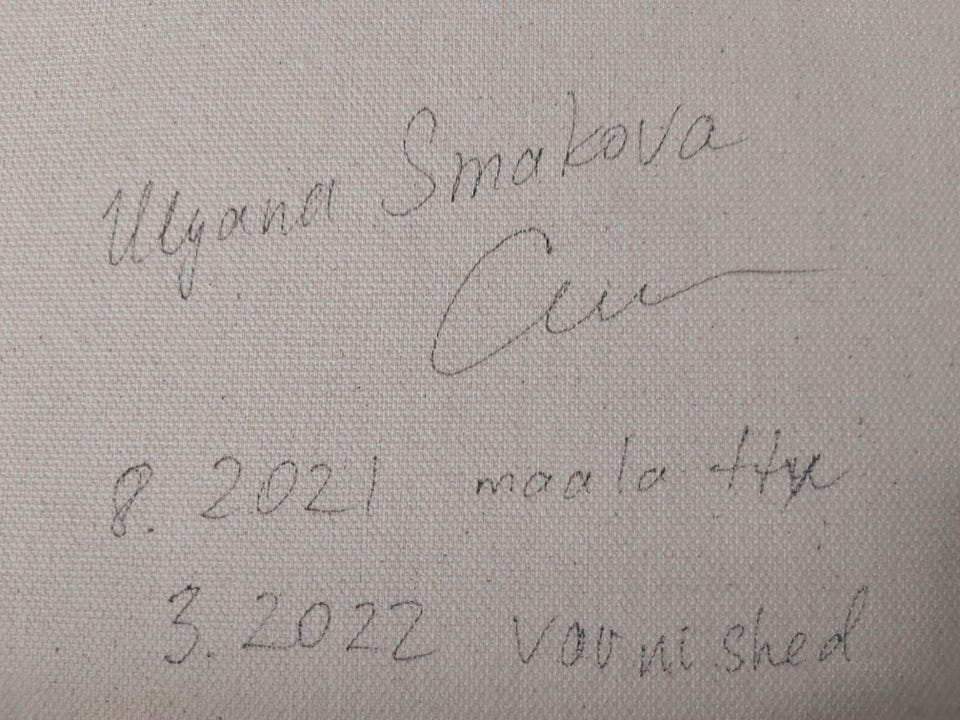 Ulyana Smakova
8. 2021 maalattu
3. 2022 varnished